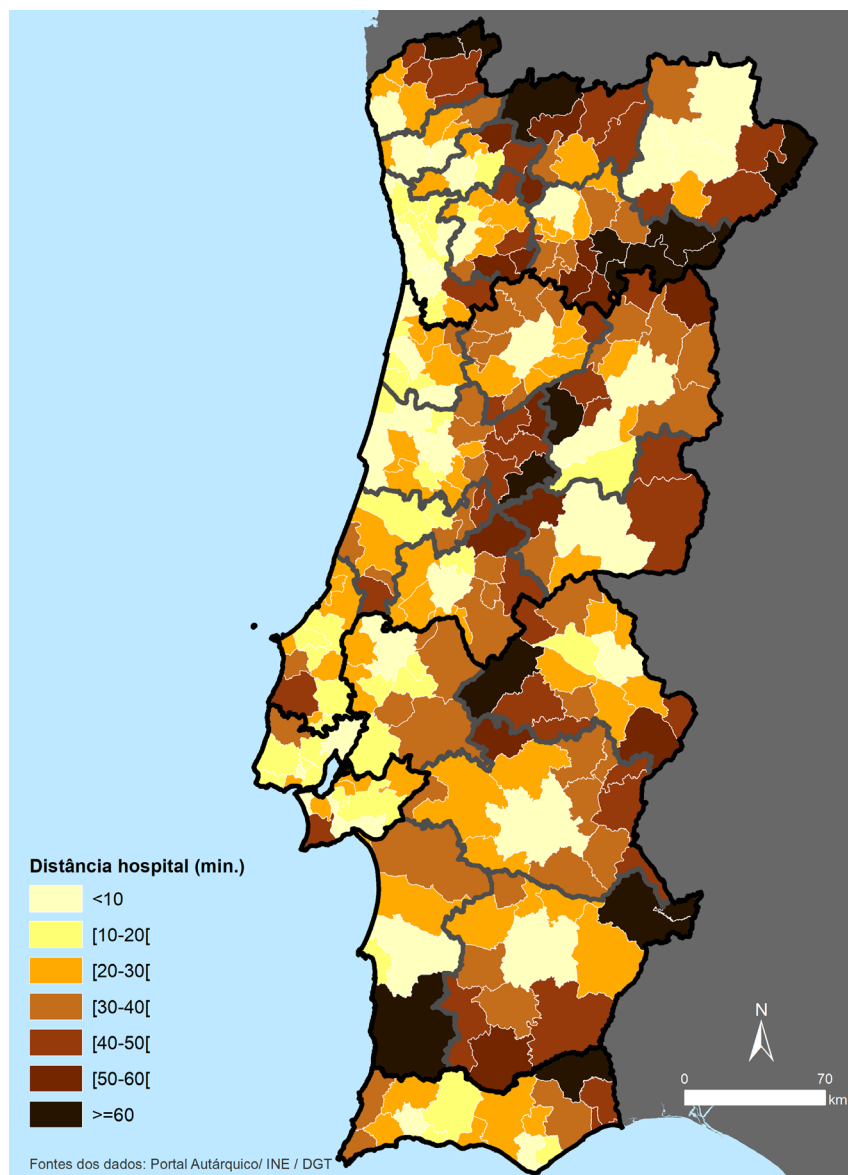 Distância hospital (min.)
<10
[10-20[
[20-30[
[30-40[
[40-50[
[50-60[
>=60
N
0 70
km
Fontes dos dados: Portal Autárquico/ INE / DGT